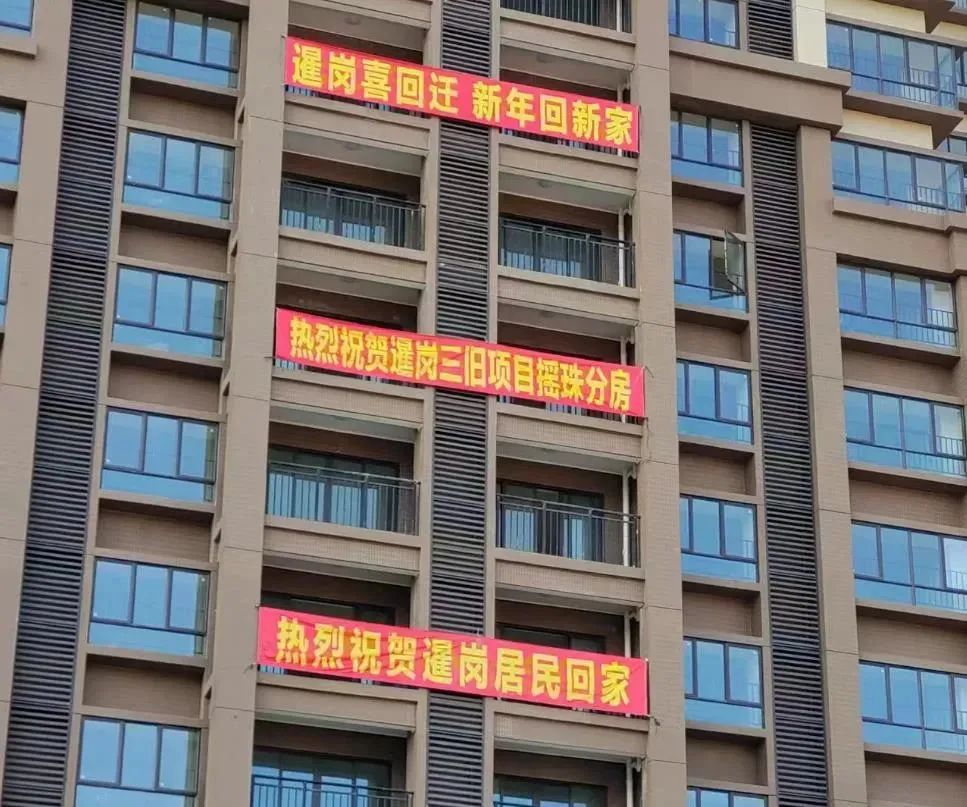 暹岗喜回迁 新年回新家
热烈祝贺暹岗三旧项目摇珠分房
热烈祝贺暹岗居民回家